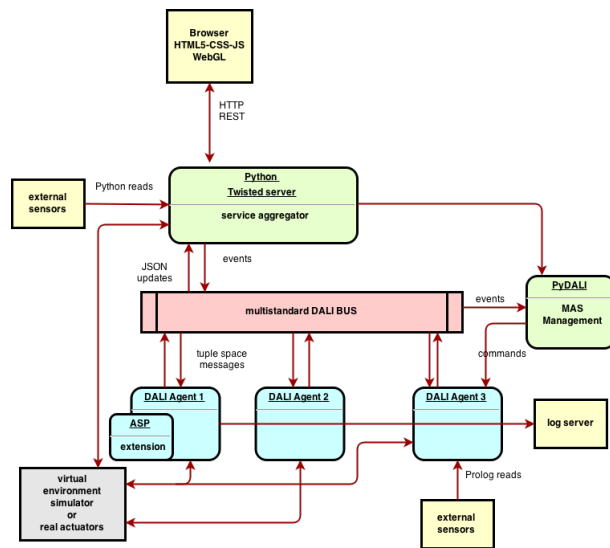 Browser
HTML5-CSS-JS
WebGL
HTTP
REST
Python
Twisted server
service aggregator
external
sensors
Python reads
JSON
updates
events
PyDALI
MAS
Management
multistandard DALI BUS
events
tuple space
messages
commands
DALI Agent 1
ASP
extension
DALI Agent 2
DALI Agent 3
log server
virtual
environment
simulator
or
real actuators
Prolog reads
external
sensors